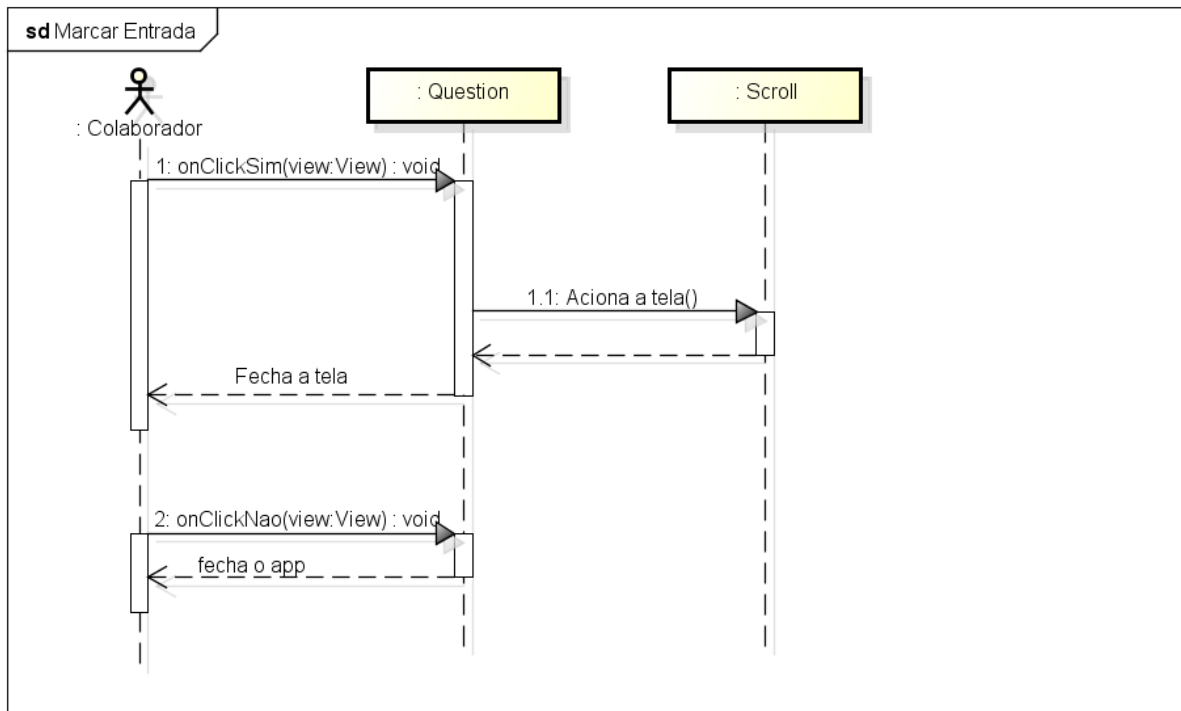 sd Marcar Entrada
: Colaborador
: Question
: Scroll
1: onClickSim(view:View) : void
1.1: Aciona a tela()
Fecha a tela
2: onClickNao(view:View) : void
fecha o app